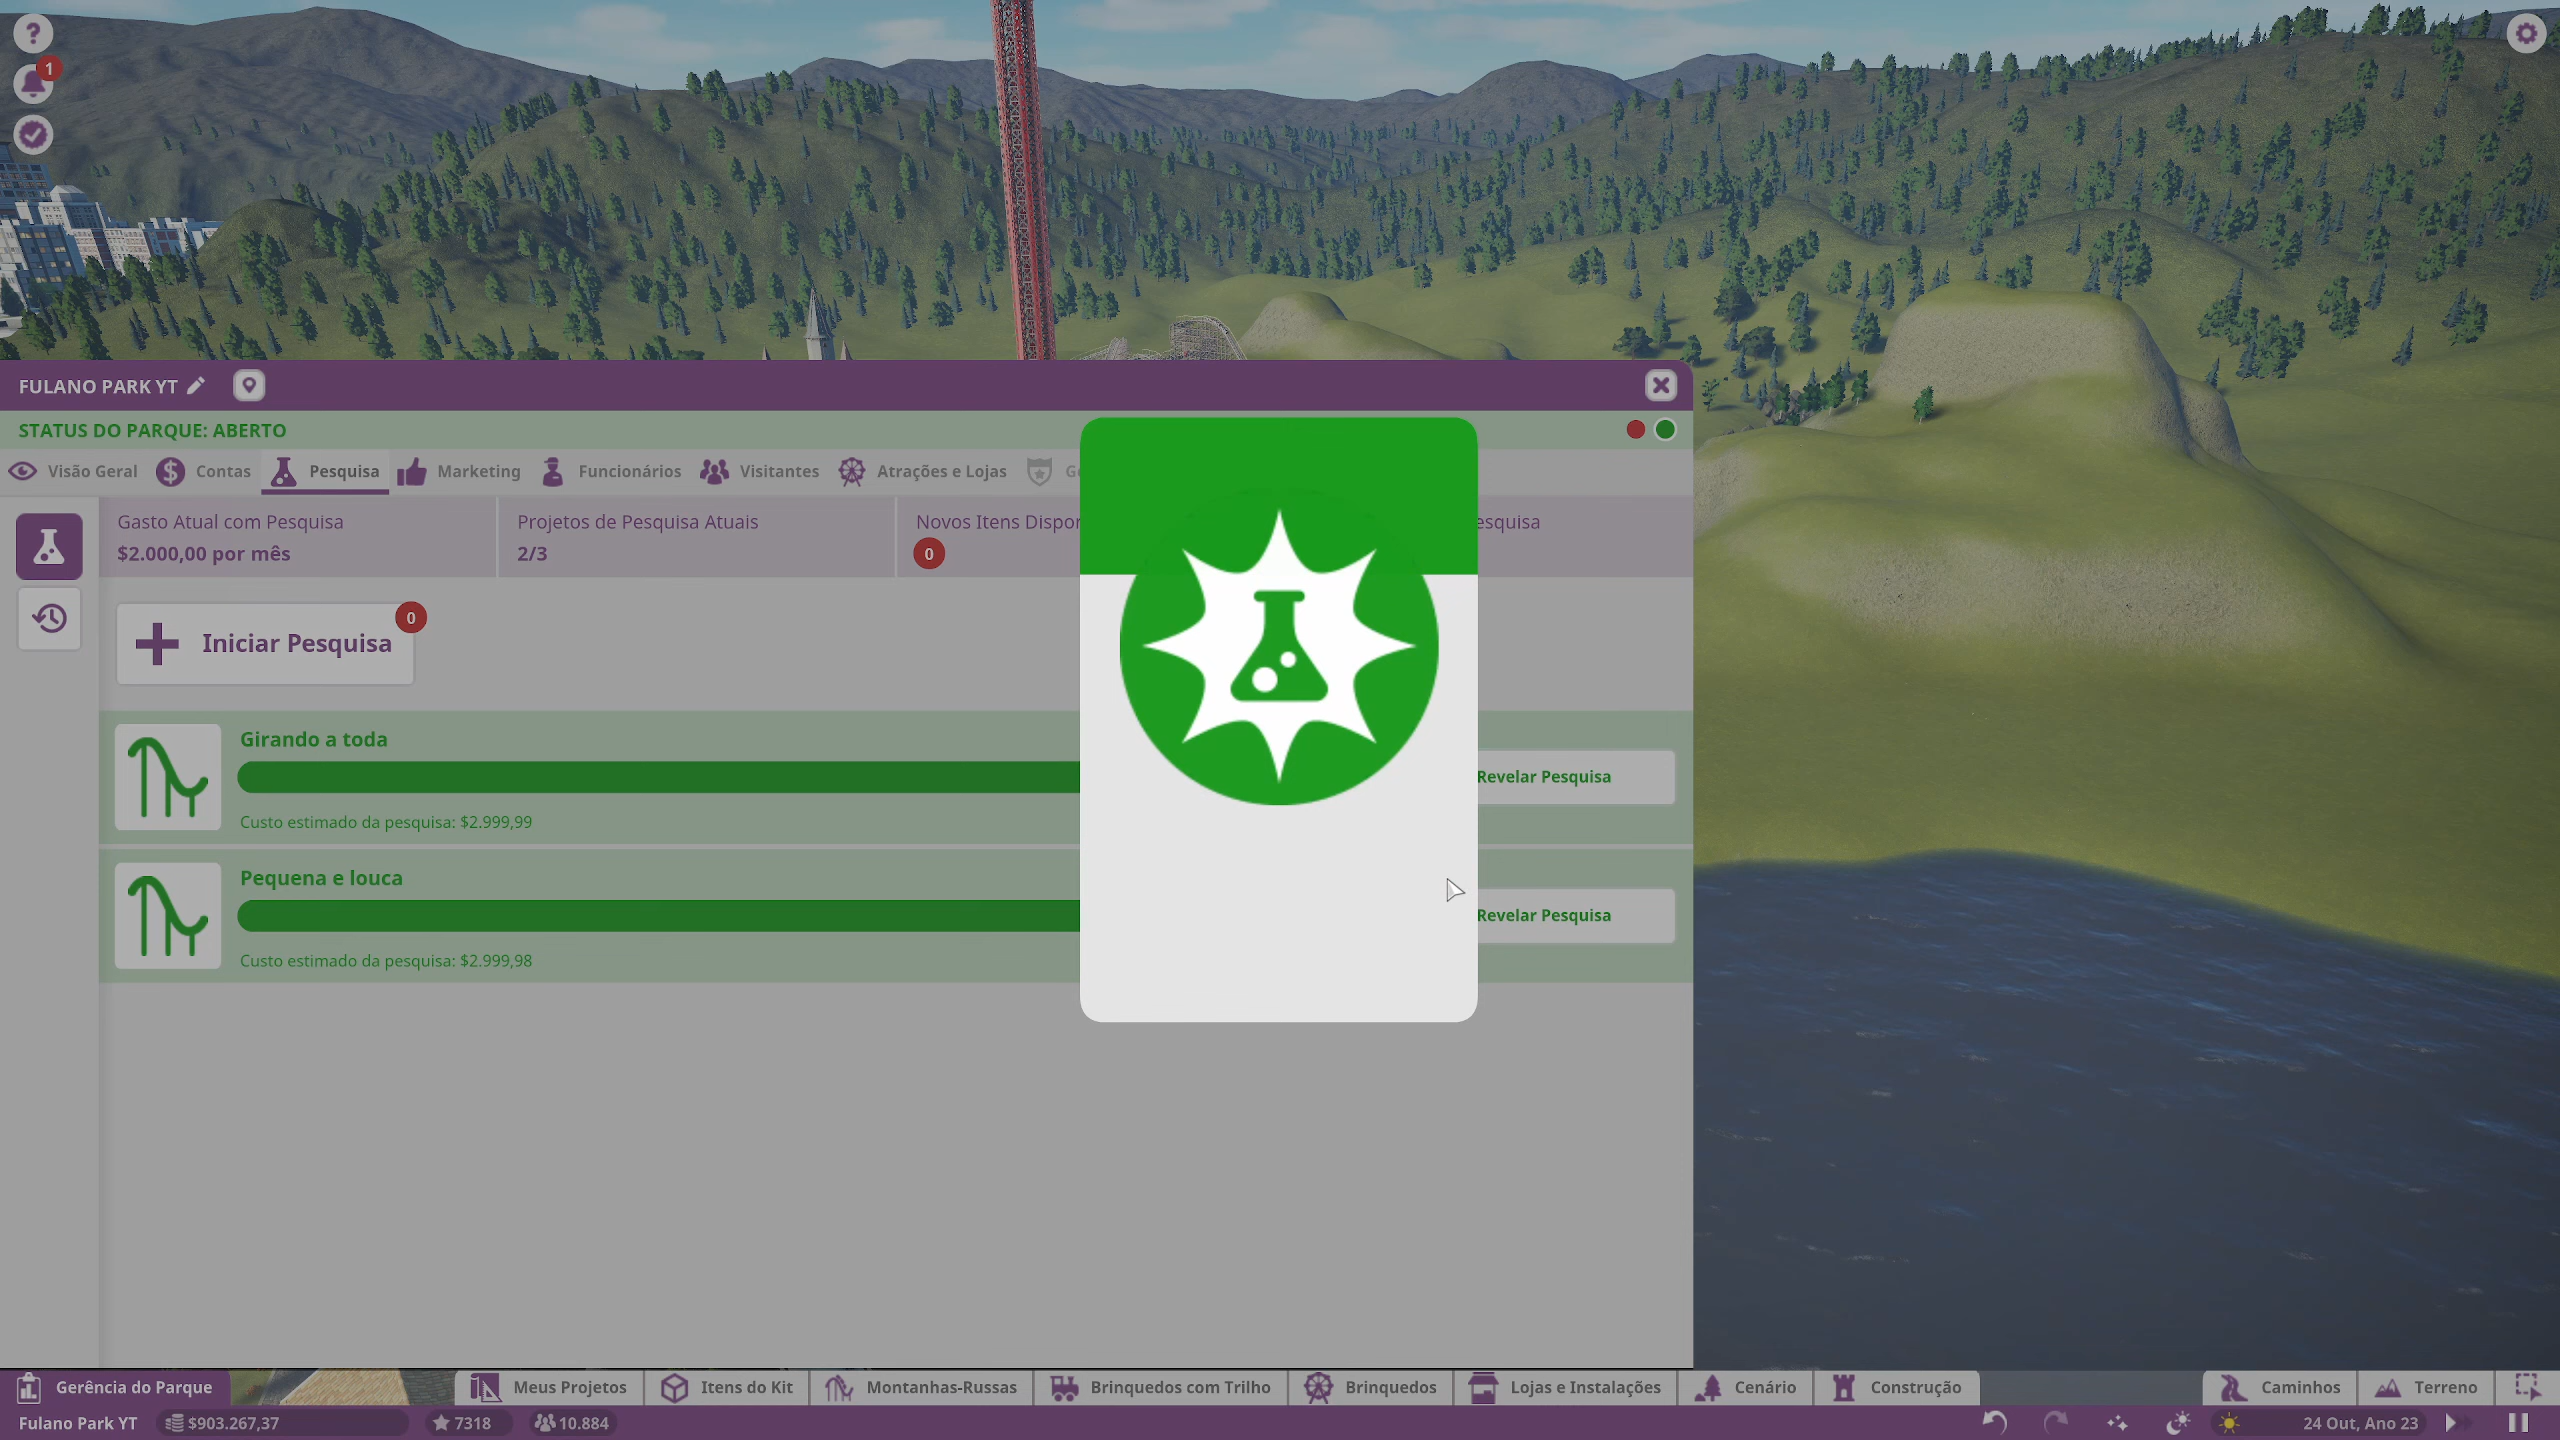 ?
1
FULANO PARK YT
STATUS DO PARQUE: ABERTO
Visão Geral
Contas
Pesquisa
Marketing
Funcionários
Visitantes
Atrações e Lojas
Gasto Atual com Pesquisa
$2.000,00 por mês
Projetos de Pesquisa Atuais
2/3
Novos Itens
0
Iniciar Pesquisa
0
Girando a toda
Custo estimado da pesquisa: $2.999,99
Revelar Pesquisa
Pequena e louca
Custo estimado da pesquisa: $2.999,98
Revelar Pesquisa
Gerência do Parque
Meus Projetos
Itens do Kit
Montanhas-Russas
Brinquedos com Trilho
Brinquedos
Lojas e Instalações
Cenário
Construção
Caminhos
Terreno
Fulano Park YT
$903.267,37
7318
10.884
24 Out, Ano 23